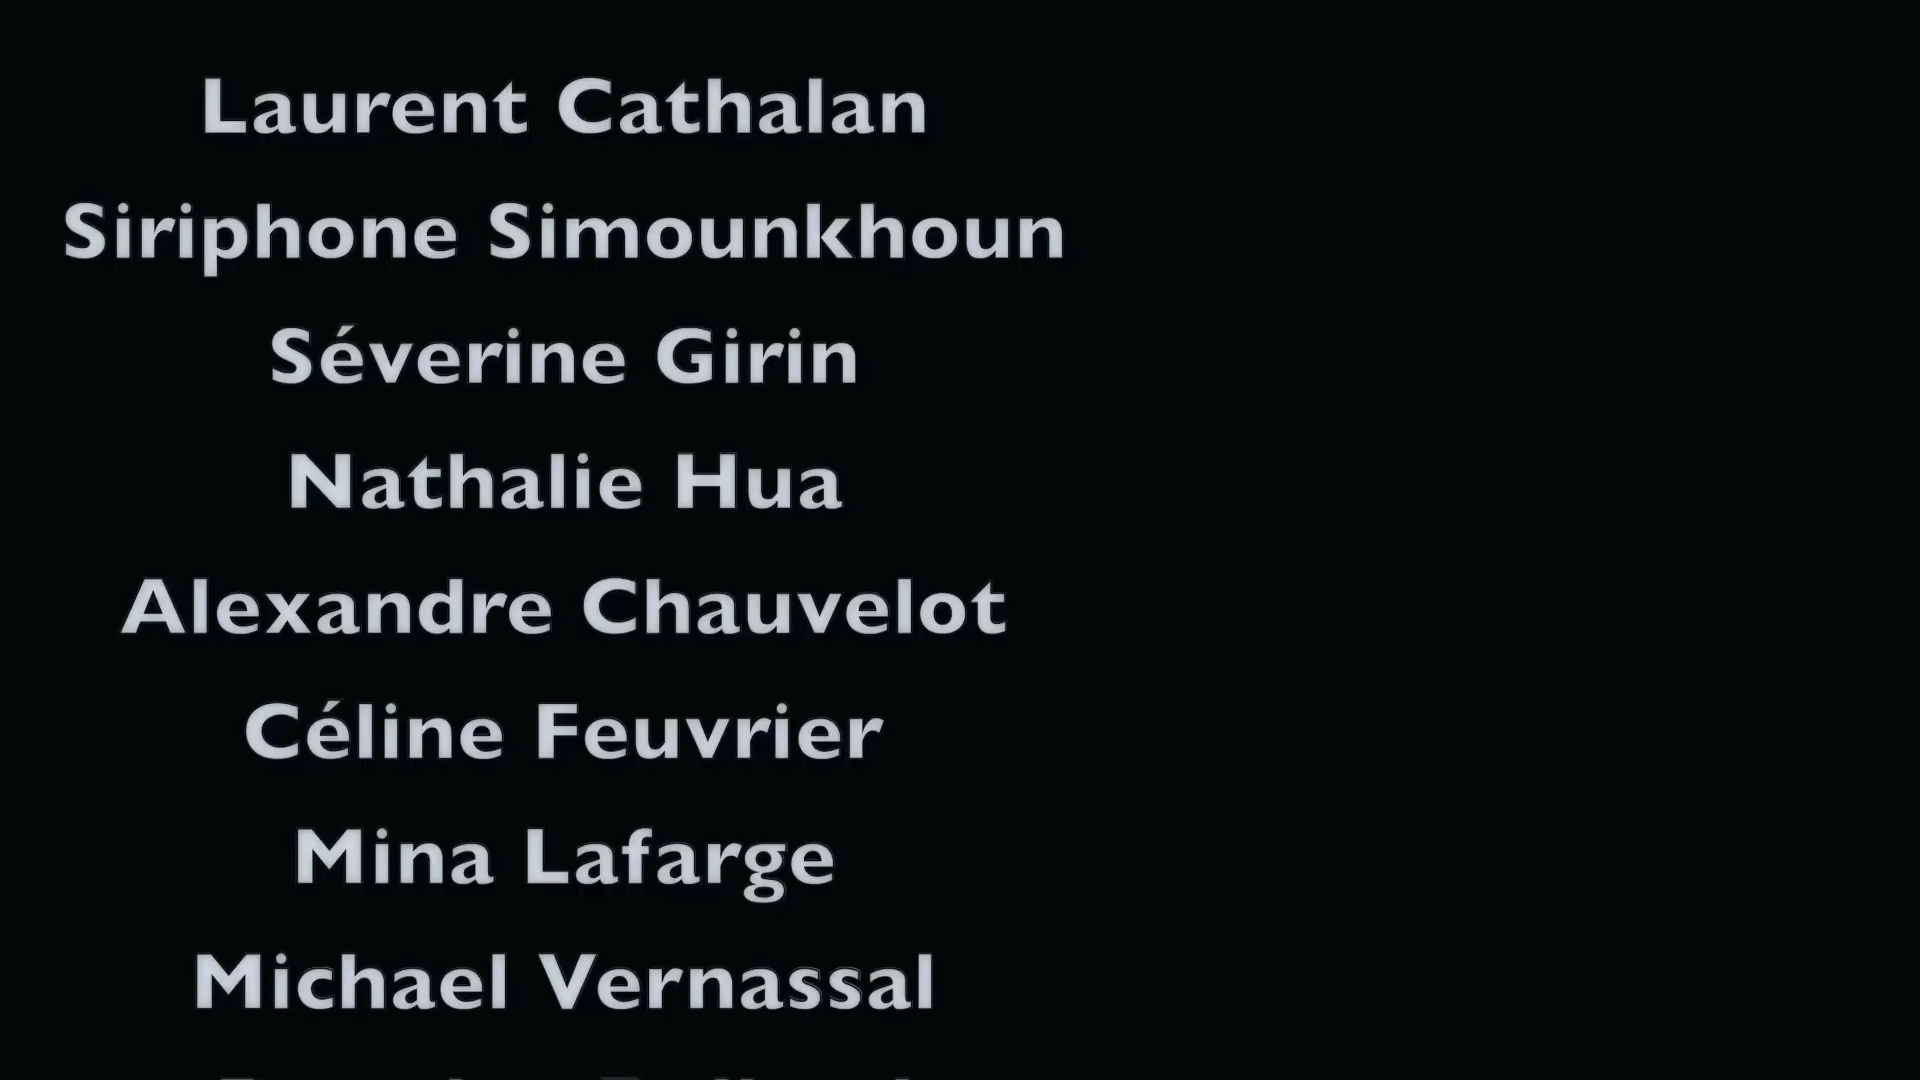 Laurent Cathalan
Siriphone Simounkhoun
Séverine Girin
Nathalie Hua
Alexandre Chauvelot
Céline Feuvrier
Mina Lafarge
Michael Vernassal